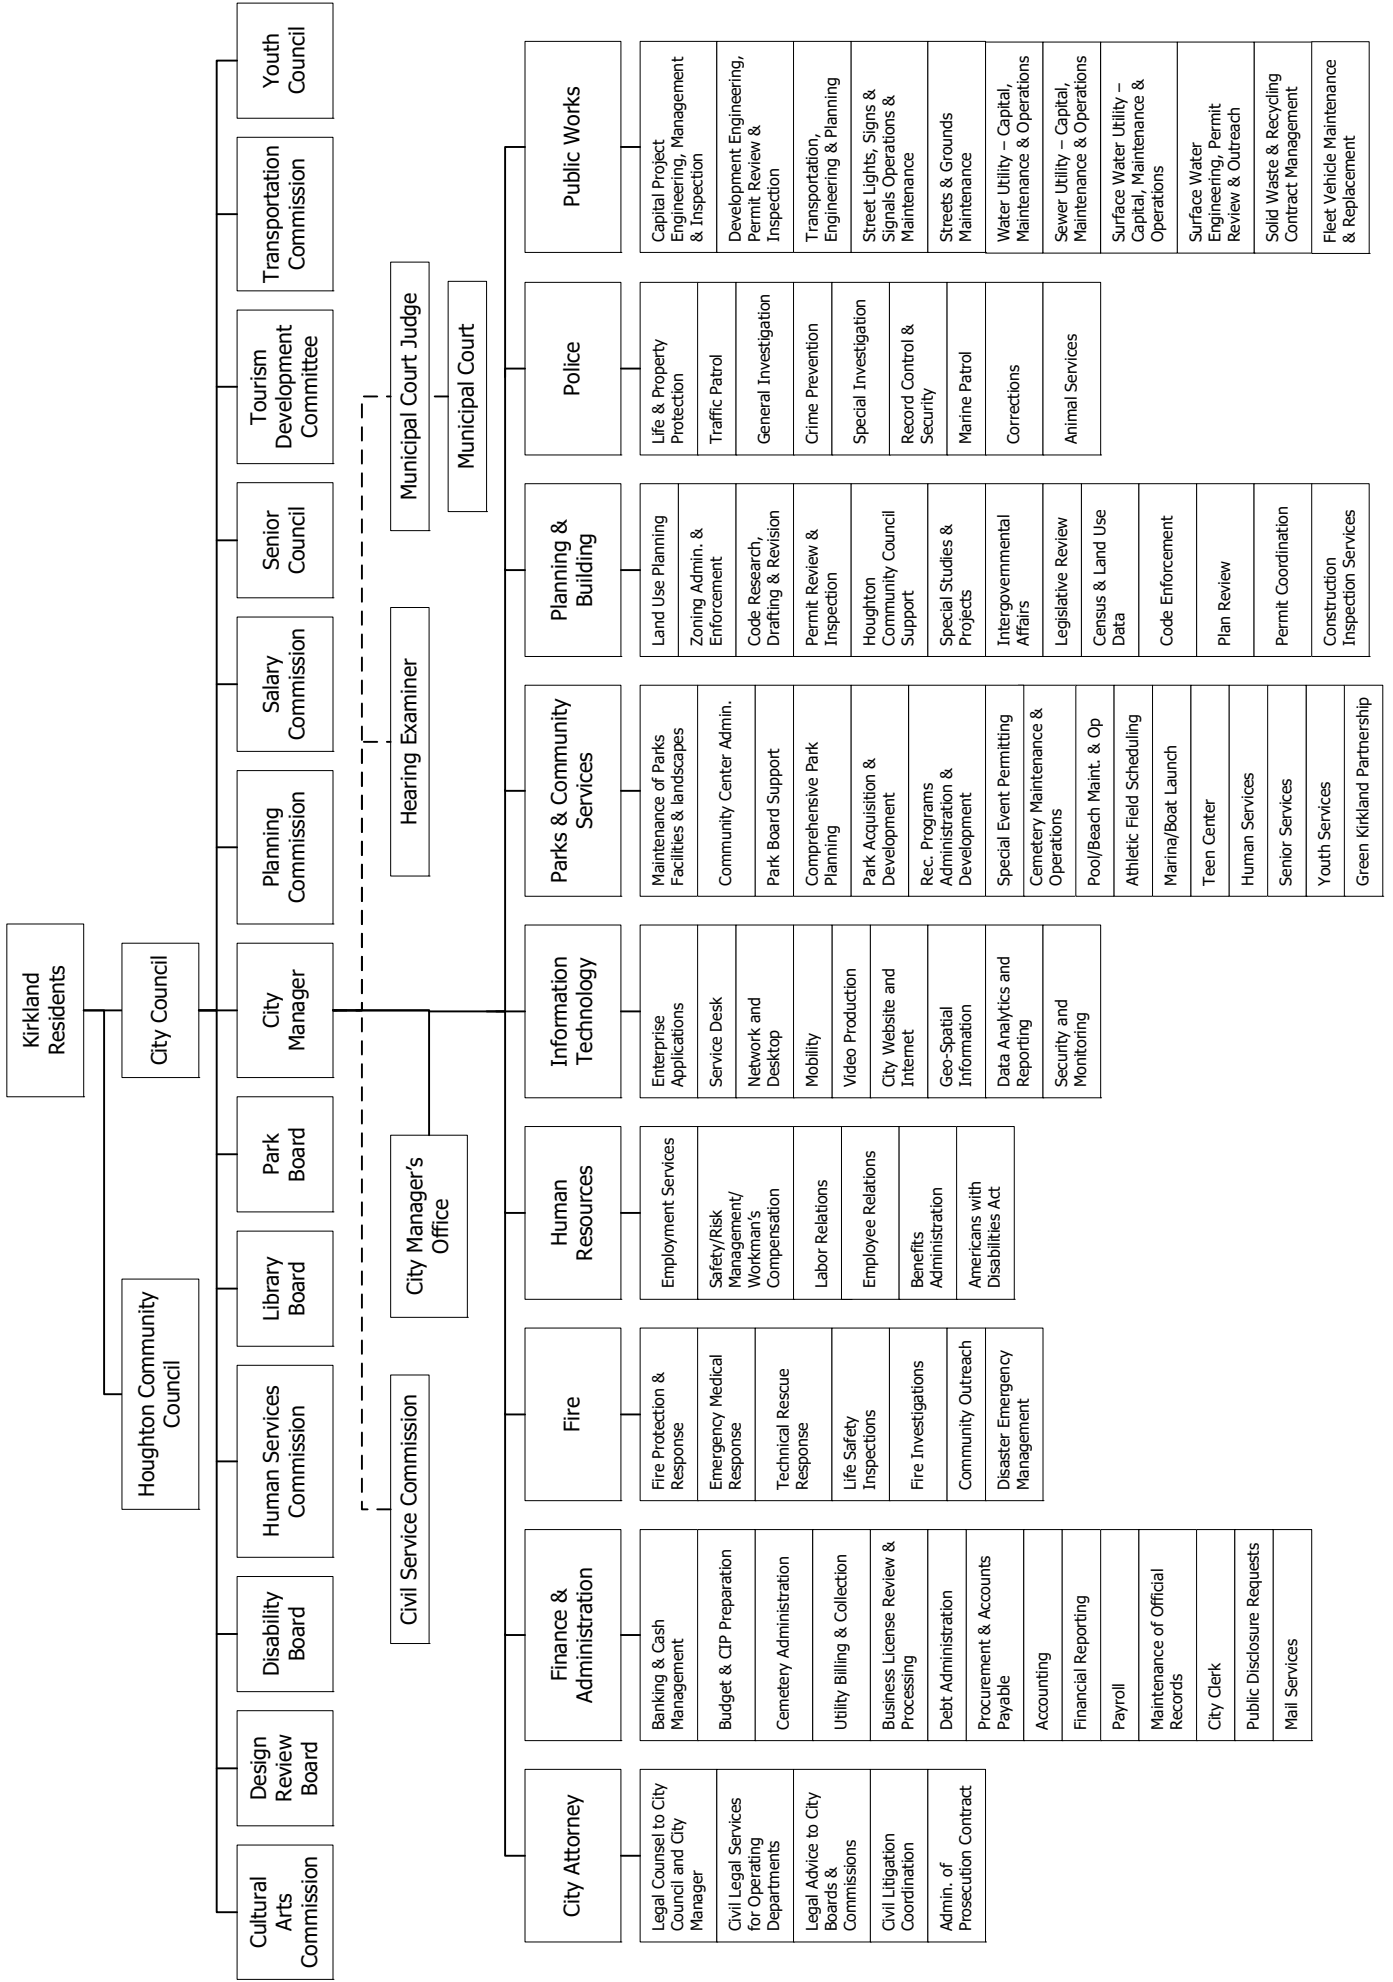 Kirkland
Residents
Houghton Community
Council
City Council
Cultural
Arts
Commission
Design
Review
Board
Disability
Board
Human Services
Commission
Library
Board
Park
Board
City
Manager
Planning
Commission
Salary
Commission
Senior
Council
Tourism
Development
Committee
Transportation
Commission
Youth
Council
Civil Service Commission
City Manager’s
Office
Hearing Examiner
Municipal Court Judge
Municipal Court
City Attorney
Legal Counsel to City
Council and City
Manager
Civil Legal Services
for Operating
Departments
Legal Advice to City
Boards &
Commissions
Civil Litigation
Coordination
Admin. of
Prosecution Contract
Finance &
Administration
Banking & Cash
Management
Budget & CIP Preparation
Cemetery Administration
Utility Billing & Collection
Business License Review &
Processing
Debt Administration
Procurement & Accounts
Payable
Accounting
Financial Reporting
Payroll
Maintenance of Official
Records
City Clerk
Public Disclosure Requests
Mail Services
Fire
Fire Protection &
Response
Emergency Medical
Response
Technical Rescue
Response
Life Safety
Inspections
Fire Investigations
Community Outreach
Disaster Emergency
Management
Human
Resources
Employment Services
Safety/Risk
Management/
Workman’s
Compensation
Labor Relations
Employee Relations
Benefits
Administration
Americans with
Disabilities Act
Information
Technology
Enterprise
Applications
Service Desk
Network and
Desktop
Mobility
Video Production
City Website and
Internet
Geo-Spatial
Information
Data Analytics and
Reporting
Security and
Monitoring
Parks & Community
Services
Maintenance of Parks
Facilities & landscapes
Community Center Admin.
Park Board Support
Comprehensive Park
Planning
Park Acquisition &
Development
Rec. Programs
Administration &
Development
Special Event Permitting
Cemetery Maintenance &
Operations
Pool/Beach Maint. & Op
Athletic Field Scheduling
Marina/Boat Launch
Teen Center
Human Services
Senior Services
Youth Services
Green Kirkland Partnership
Planning &
Building
Land Use Planning
Zoning Admin. &
Enforcement
Code Research,
Drafting & Revision
Permit Review &
Inspection
Houghton
Community Council
Support
Special Studies &
Projects
Intergovernmental
Affairs
Legislative Review
Census & Land Use
Data
Code Enforcement
Plan Review
Permit Coordination
Construction
Inspection Services
Police
Life & Property
Protection
Traffic Patrol
General Investigation
Crime Prevention
Special Investigation
Record Control &
Security
Marine Patrol
Corrections
Animal Services
Public Works
Capital Project
Engineering, Management
& Inspection
Development Engineering,
Permit Review &
Inspection
Transportation,
Engineering & Planning
Street Lights, Signs &
Signals Operations &
Maintenance
Streets & Grounds
Maintenance
Water Utility – Capital,
Maintenance & Operations
Sewer Utility – Capital,
Maintenance & Operations
Surface Water Utility –
Capital, Maintenance &
Operations
Surface Water
Engineering, Permit
Review & Outreach
Solid Waste & Recycling
Contract Management
Fleet Vehicle Maintenance
& Replacement